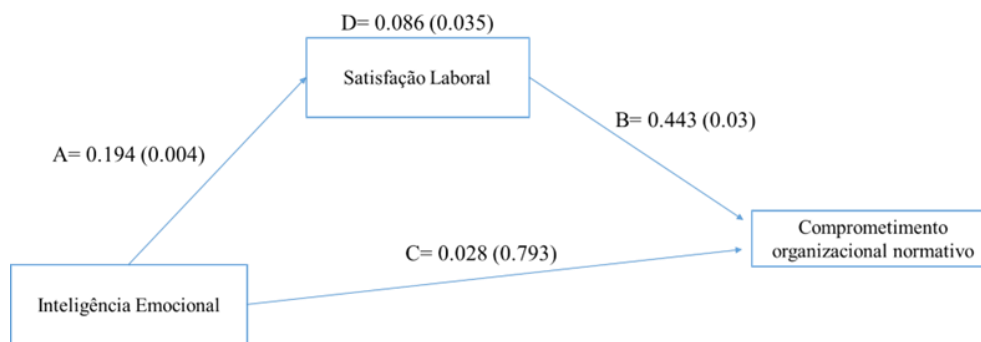 D= 0.086 (0.035)
Satisfação Laboral
B= 0.443 (0.03)
A= 0.194 (0.004)
Comprometimento
organizacional normativo
C= 0.028 (0.793)
Inteligência Emocional